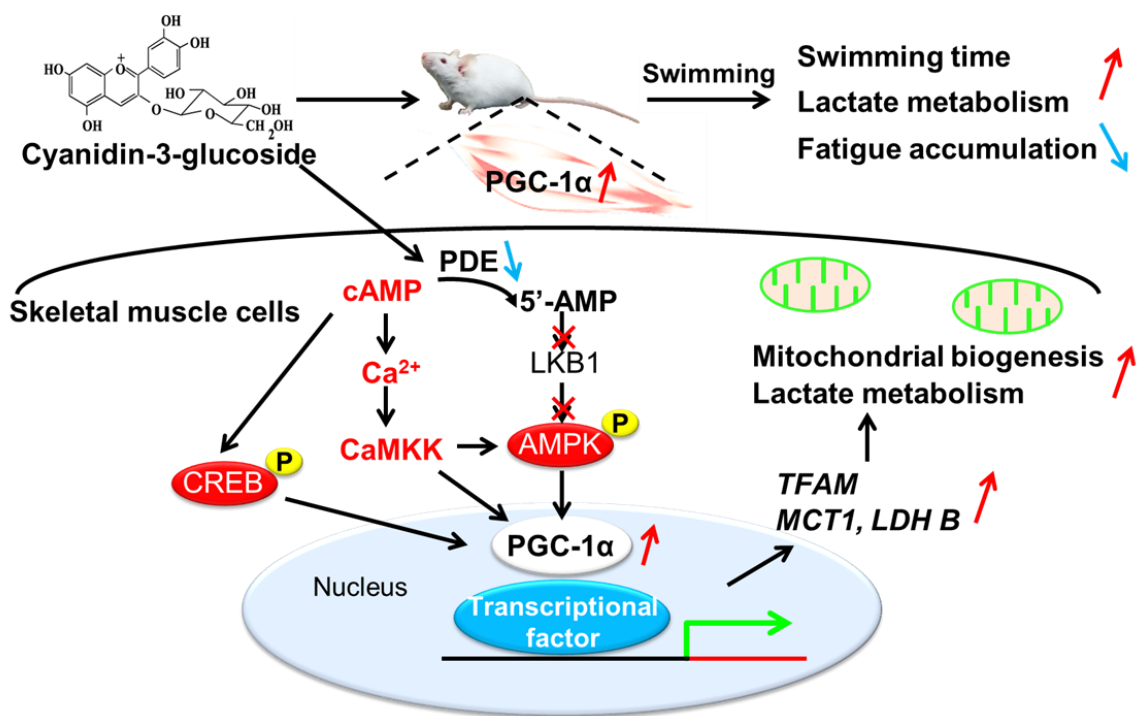 OH
OH
HO
O
+
O
OH
HO
OH
O
OH
CH2OH
Cyanidin-3-glucoside
Swimming
Swimming time
Lactate metabolism
Fatigue accumulation
PGC-1α
Skeletal muscle cells
PDE
cAMP
5’-AMP
Ca²⁺
LKB1
CaMKK
AMPK
P
CREB
P
Mitochondrial biogenesis
Lactate metabolism
TFAM
MCT1, LDH B
PGC-1α
Nucleus
Transcriptional
factor